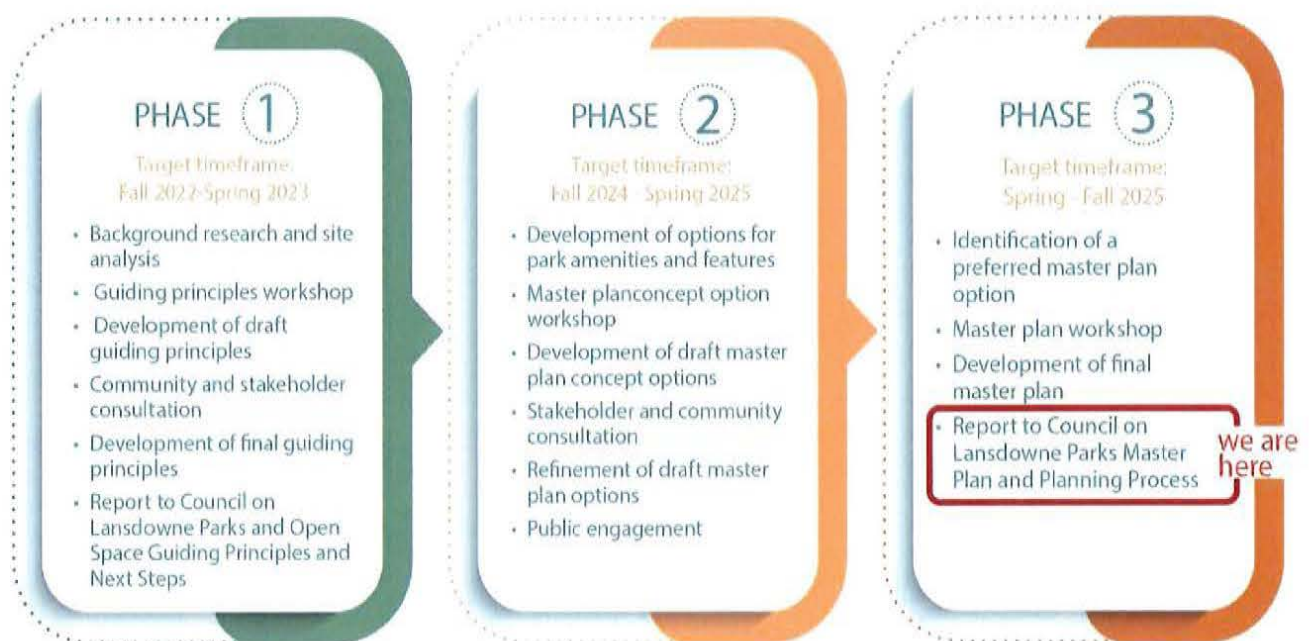 PHASE 1
Target timeframe:
Fall 2022-Spring 2023
• Background research and site
analysis
• Guiding principles workshop
• Development of draft
guiding principles
• Community and stakeholder
consultation
• Development of final guiding
principles
• Report to Council on
Lansdowne Parks and Open
Space Guiding Principles and
Next Steps
PHASE 2
Target timeframe:
Fall 2024 - Spring 2025
• Development of options for
park amenities and features
• Master planconcept option
workshop
• Development of draft master
plan concept options
• Stakeholder and community
consultation
• Refinement of draft master
plan options
• Public engagement
PHASE 3
Target timeframe:
Spring - Fall 2025
• Identification of a
preferred master plan
option
• Master plan workshop
• Development of final
master plan
• Report to Council on
Lansdowne Parks Master
Plan and Planning Process
we are
here